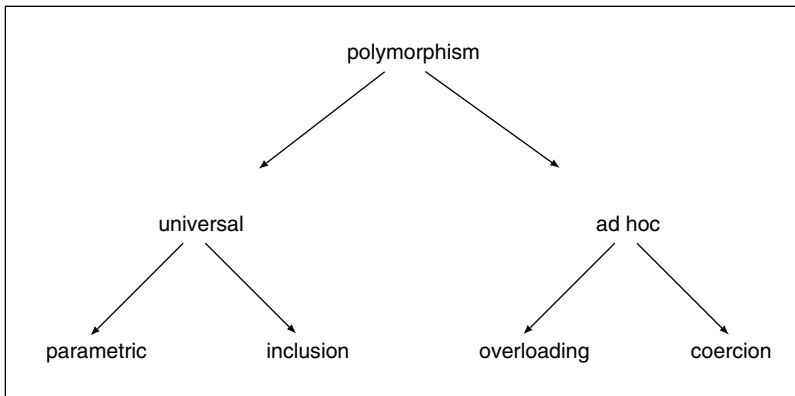 polymorphism
universal ad hoc
parametric inclusion overloading coercion